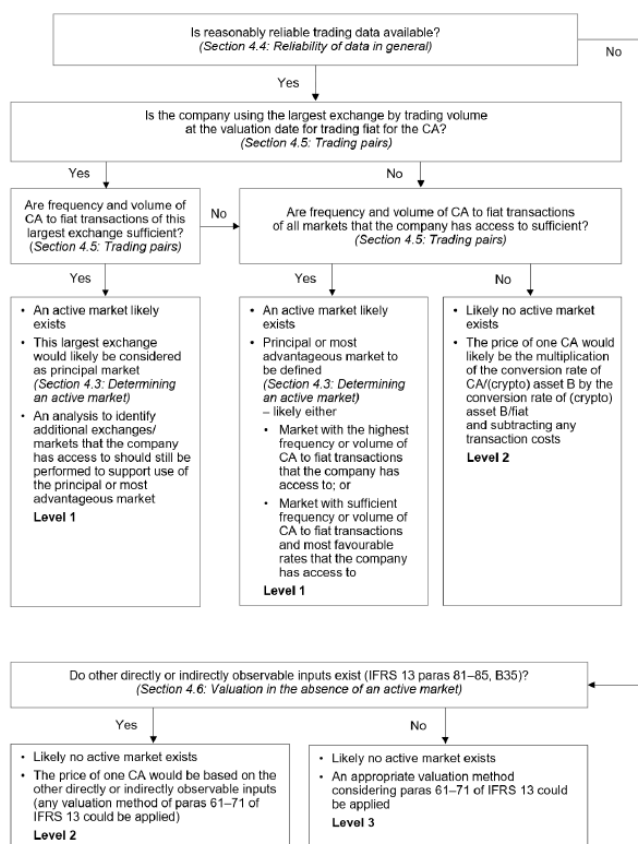 Is reasonably reliable trading data available?
(Section 4.4: Reliability of data in general)
No
Yes
Is the company using the largest exchange by trading volume
at the valuation date for trading fiat for the CA?
(Section 4.5: Trading pairs)
Yes
No
Are frequency and volume of
CA to fiat transactions of this
largest exchange sufficient?
(Section 4.5: Trading pairs)
No
Are frequency and volume of CA to fiat transactions
of all markets that the company has access to sufficient?
(Section 4.5: Trading pairs)
Yes
Yes
No
• An active market likely
exists
• This largest exchange
would likely be considered
as principal market
(Section 4.3: Determining
an active market)
• An analysis to identify
additional exchanges/
markets that the company
has access to should still be
performed to support use of
the principal or most
advantageous market
Level 1
• An active market likely
exists
• Principal or most
advantageous market to
be defined
(Section 4.3: Determining
an active market)
– likely either
• Market with the highest
frequency or volume of
CA to fiat transactions
that the company has
access to; or
• Market with sufficient
frequency or volume of
CA to fiat transactions
and most favourable
rates that the company
has access to
Level 1
• Likely no active market
exists
• The price of one CA would
likely be the multiplication
of the conversion rate of
CA/(crypto) asset B by the
conversion rate of (crypto)
asset B/fiat
and subtracting any
transaction costs
Level 2
Do other directly or indirectly observable inputs exist (IFRS 13 paras 81–85, B35)?
(Section 4.6: Valuation in the absence of an active market)
Yes
No
• Likely no active market exists
• The price of one CA would be based on the
other directly or indirectly observable inputs
(any valuation method of paras 61–71 of
IFRS 13 could be applied)
Level 2
• Likely no active market exists
• An appropriate valuation method
considering paras 61–71 of IFRS 13 could
be applied
Level 3